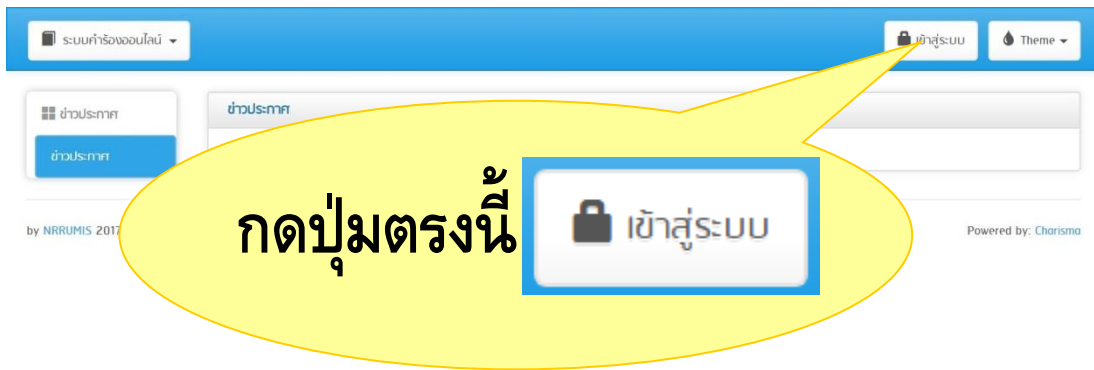 ระบบคำร้องออนไลน์
เข้าสู่ระบบ
Theme
ข่าวประกาศ
ข่าวประกาศ
ข่าวประกาศ
กดปุ่มตรงนี้ เข้าสู่ระบบ
by NRRUMIS 2017
Powered by: Charisma